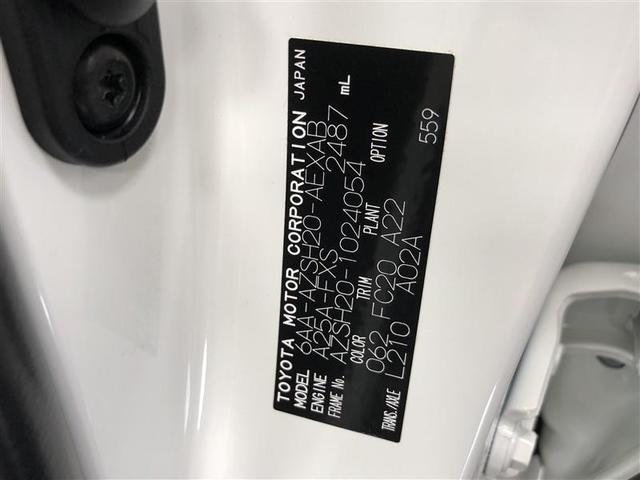 TOYOTA MOTOR CORPORATION JAPAN
MODEL 6AA-AZSH20-AEXAB
ENGINE A25A-FXS 2487 mL
FRAME No. AZSH20-1024054
COLOR TRIM PLANT OPTION
062 FC20 A22 559
TRANS./AXLE L210 A02A